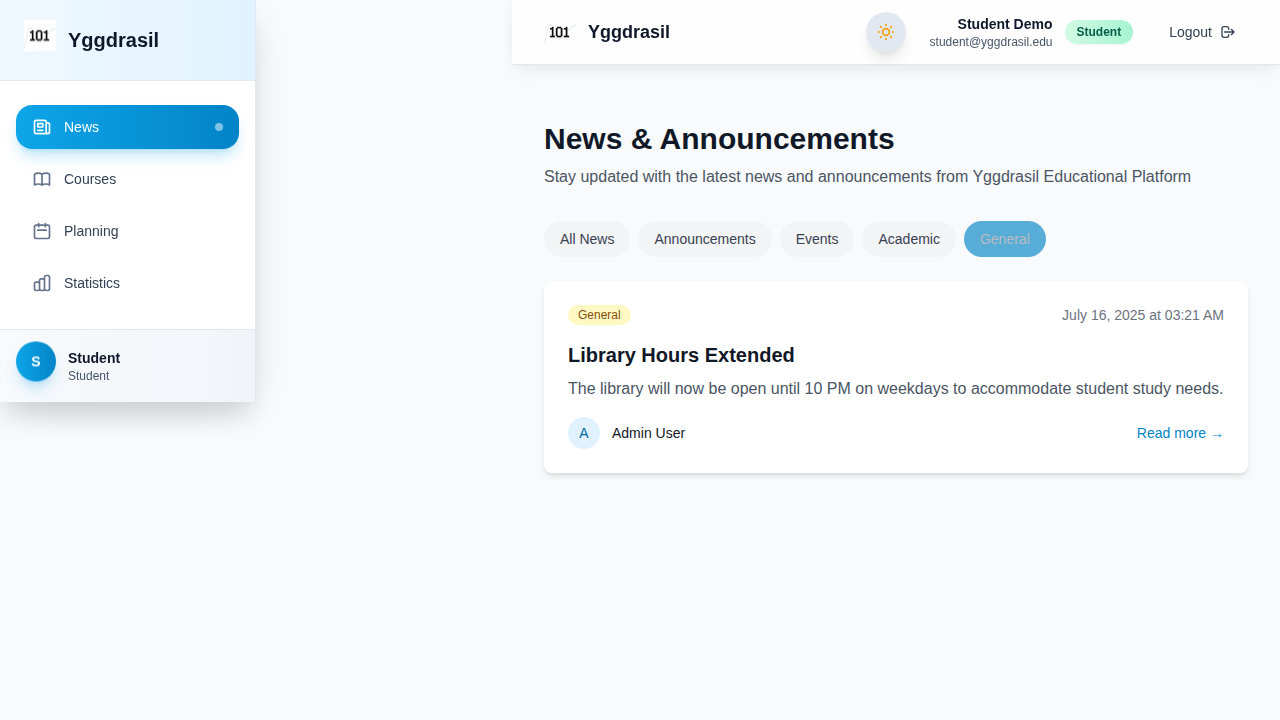 101
Yggdrasil
News
Courses
Planning
Statistics
S
Student
Student
101
Yggdrasil
Student Demo
student@yggdrasil.edu
Student
Logout
News & Announcements
Stay updated with the latest news and announcements from Yggdrasil Educational Platform
All News
Announcements
Events
Academic
General
General
July 16, 2025 at 03:21 AM
Library Hours Extended
The library will now be open until 10 PM on weekdays to accommodate student study needs.
A
Admin User
Read more →